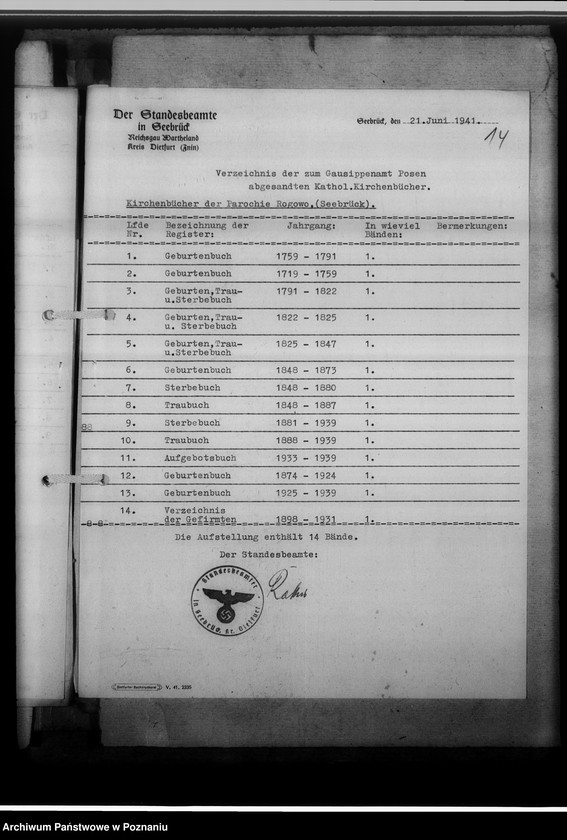 Der Standesbeamte
in Seebrück
Reichsgau Wartheland
Kreis Dietfurt (Znin)
Seebrück, den 21.Juni 1941.
14
Verzeichnis der zum Gausippenamt Posen
abgesandten Kathol.Kirchenbücher.
Kirchenbücher der Parochie Rogowo,(Seebrück).
Lfde Bezeichnung der Jahrgang: In wieviel Bemerkungen:
Nr. Register: Bänden:
1. Geburtenbuch 1759 - 1791 1.
2. Geburtenbuch 1719 - 1759 1.
3. Geburten,Trau- 1791 - 1822 1.
u.Sterbebuch
4. Geburten,Trau- 1822 - 1825 1.
u. Sterbebuch
5. Geburten,Trau- 1825 - 1847 1.
u.Sterbebuch
6. Geburtenbuch 1848 - 1873 1.
7. Sterbebuch 1848 - 1880 1.
8. Traubuch 1848 - 1887 1.
9. Sterbebuch 1881 - 1939 1.
88
10. Traubuch 1888 - 1939 1.
11. Aufgebotsbuch 1933 - 1939 1.
12. Geburtenbuch 1874 - 1924 1.
13. Geburtenbuch 1925 - 1939 1.
14. Verzeichnis
der Gefirmten 1898 - 1931 1.
Die Aufstellung enthält 14 Bände.
Der Standesbeamte:
Standesbeamter
in Seebrück, Kr. Dietfurt
V. 41. 2235
Archiwum Państwowe w Poznaniu